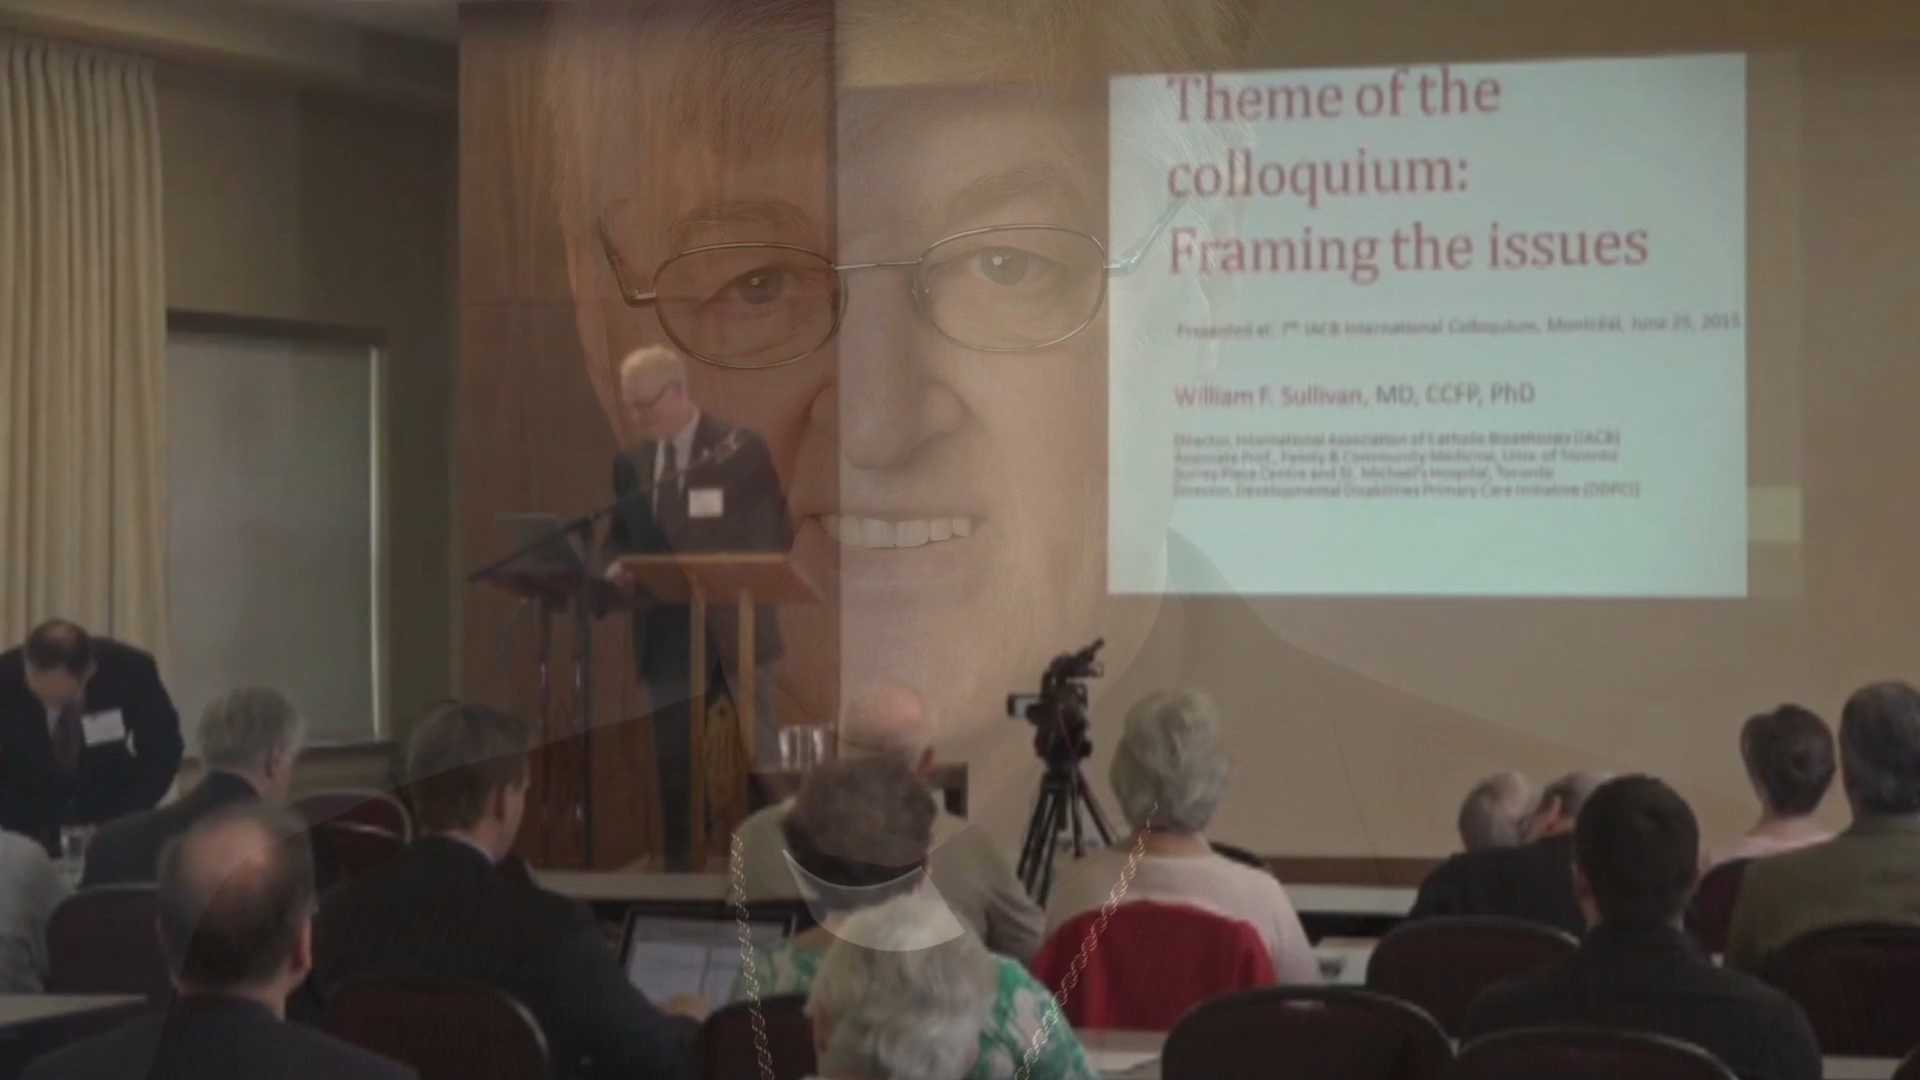 Theme of the
colloquium:
Framing the issues
Presented at: 7th IACB International Colloquium, Montréal, June 25, 2015
William F. Sullivan, MD, CCFP, PhD
Director, International Association of Catholic Bioethicists (IACB)
Associate Prof., Family & Community Medicine, Univ. of Toronto
Surrey Place Centre and St. Michael's Hospital, Toronto
Director, Developmental Disabilities Primary Care Initiative (DDPCI)